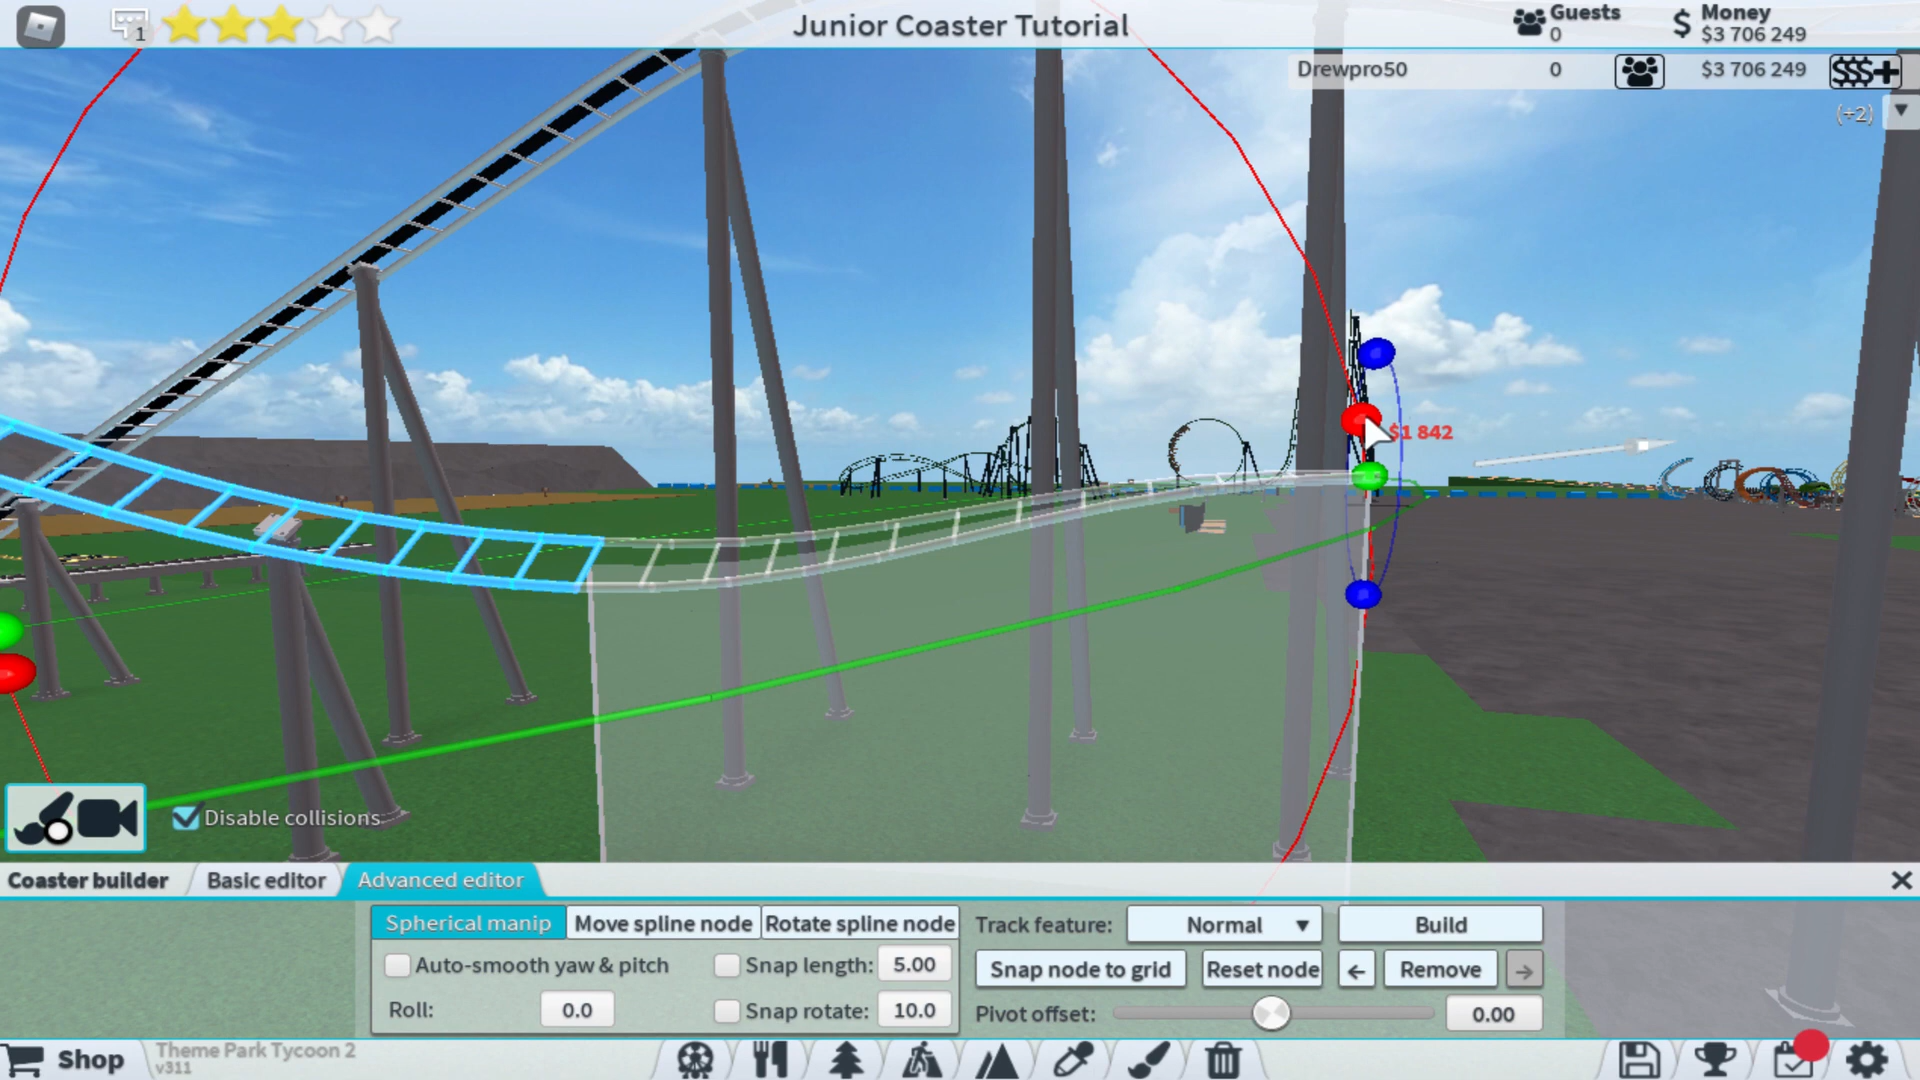 1
Junior Coaster Tutorial
Guests
0
$ Money
$3 706 249
Drewpro50 0 $3 706 249 $$$+
(+2) ▼
$1 842
Disable collisions
Coaster builder Basic editor Advanced editor ✕
Spherical manip Move spline node Rotate spline node Track feature: Normal ▼ Build
Auto-smooth yaw & pitch Snap length: 5.00 Snap node to grid Reset node ← Remove →
Roll: 0.0 Snap rotate: 10.0 Pivot offset: 0.00
Shop Theme Park Tycoon 2
v311